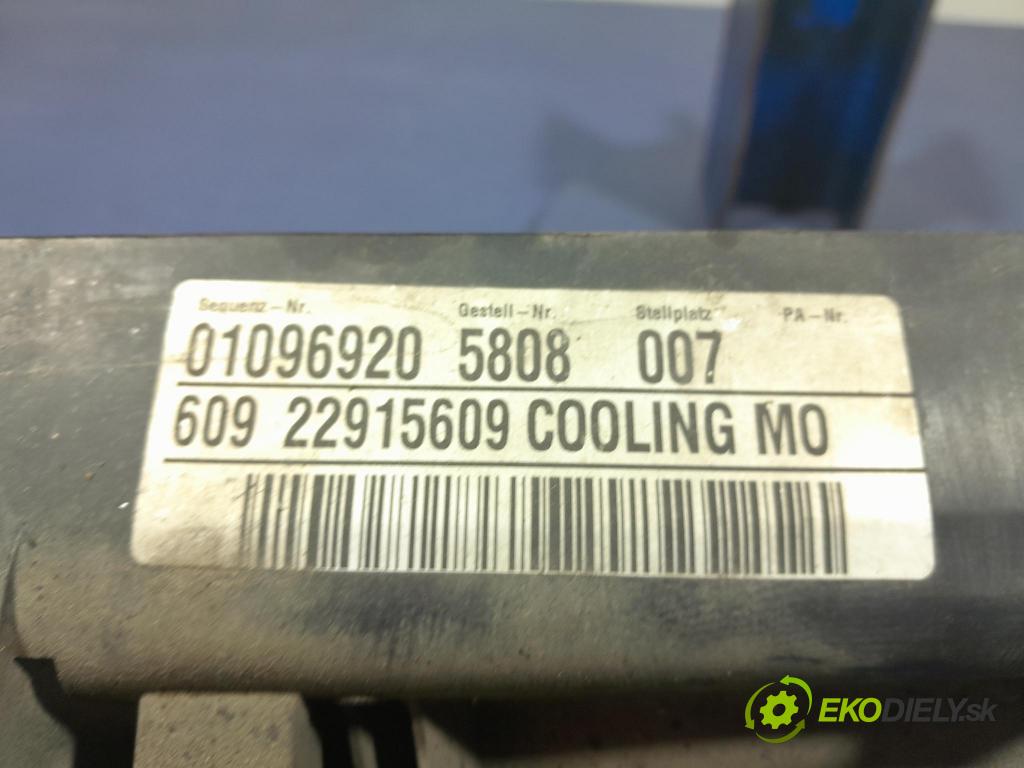 Sequenz-Nr. Gestell-Nr. Stellplatz PA-Nr.
01096920 5808 007
609 22915609 COOLING MO
EKODIELY.sk